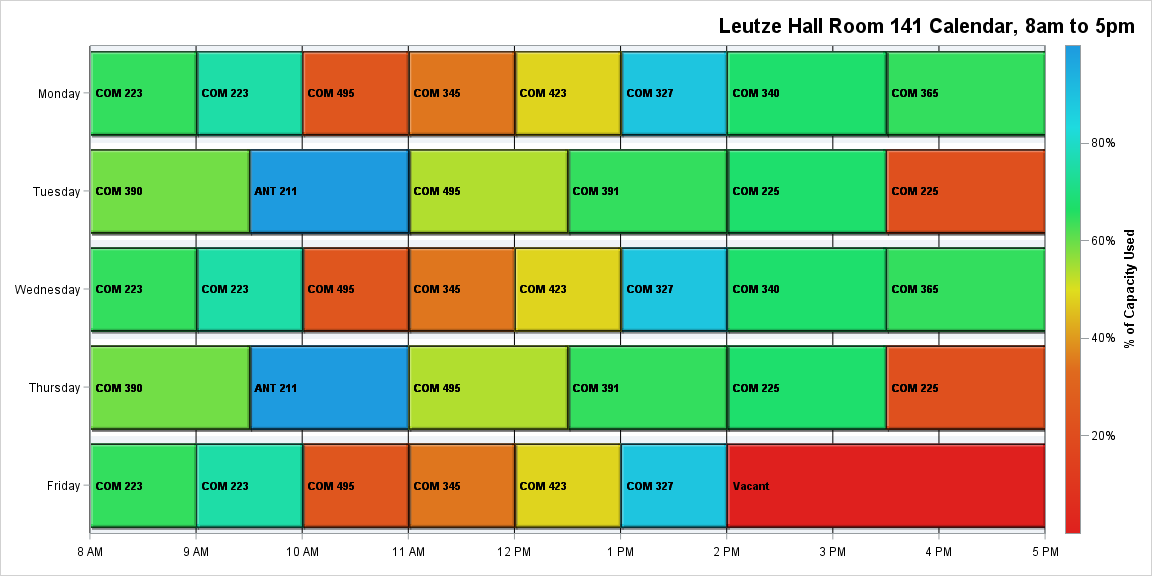 Leutze Hall Room 141 Calendar, 8am to 5pm
Monday
COM 223
COM 223
COM 495
COM 345
COM 423
COM 327
COM 340
COM 365
Tuesday
COM 390
ANT 211
COM 495
COM 391
COM 225
COM 225
Wednesday
COM 223
COM 223
COM 495
COM 345
COM 423
COM 327
COM 340
COM 365
Thursday
COM 390
ANT 211
COM 495
COM 391
COM 225
COM 225
Friday
COM 223
COM 223
COM 495
COM 345
COM 423
COM 327
Vacant
8 AM
9 AM
10 AM
11 AM
12 PM
1 PM
2 PM
3 PM
4 PM
5 PM
80%
60%
40%
20%
% of Capacity Used